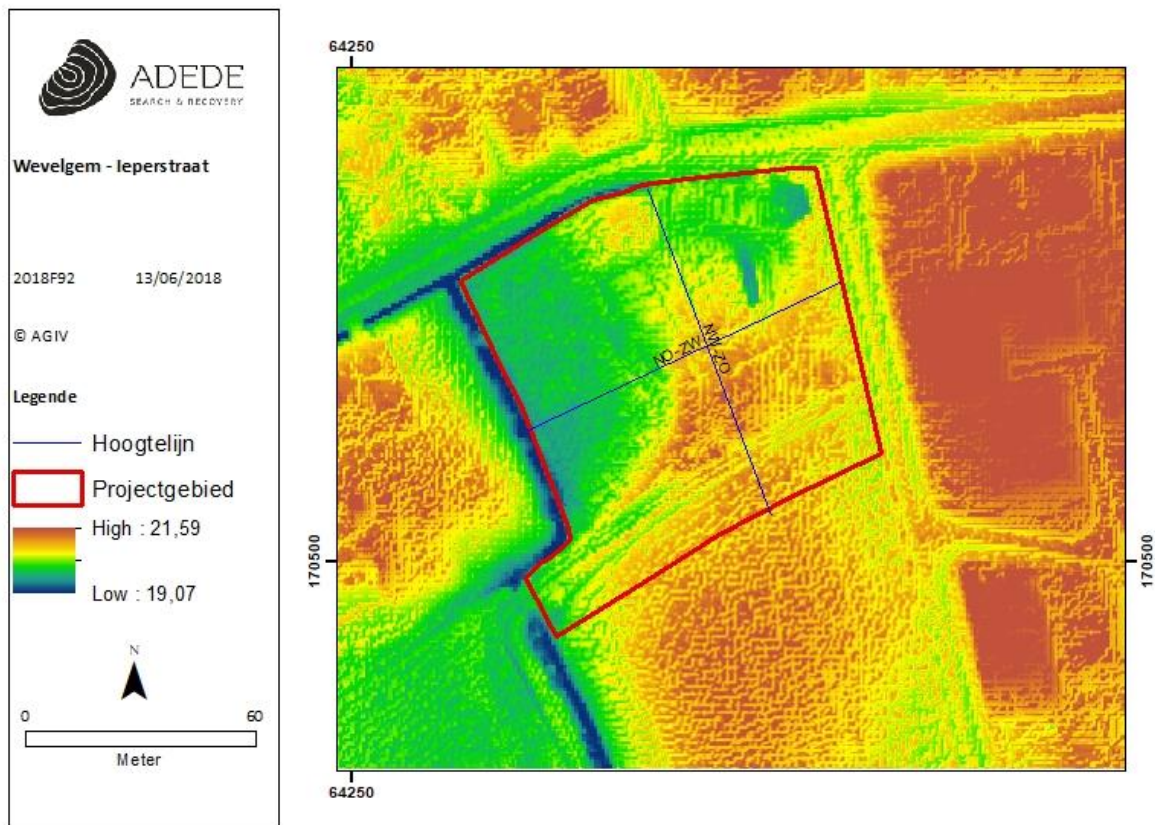 ADEDE
SEARCH & RECOVERY
Wevelgem - Ieperstraat
2018F92 13/06/2018
© AGIV
Legende
Hoogtelijn
Projectgebied
High : 21,59
Low : 19,07
N
0 60
Meter
64250
170500
NO-ZW
NW-ZO
170500
64250